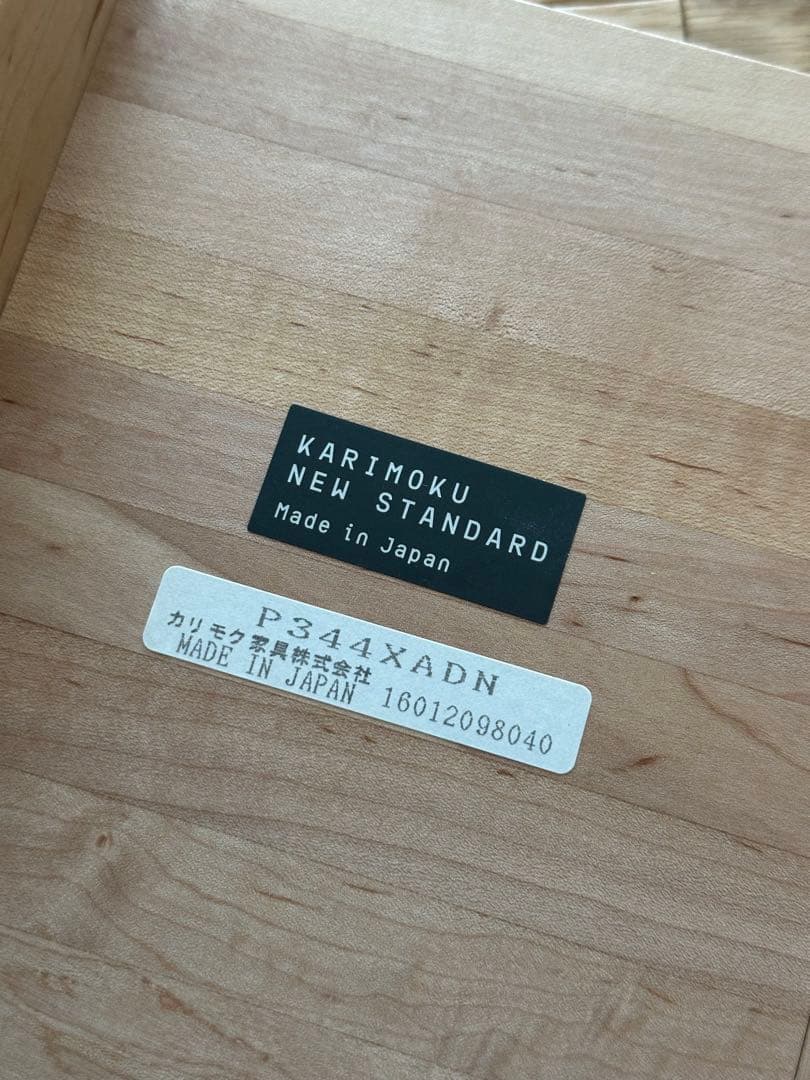 KARIMOKU
NEW STANDARD
Made in Japan
P344XADN
カリモク家具株式会社
MADE IN JAPAN 16012098040